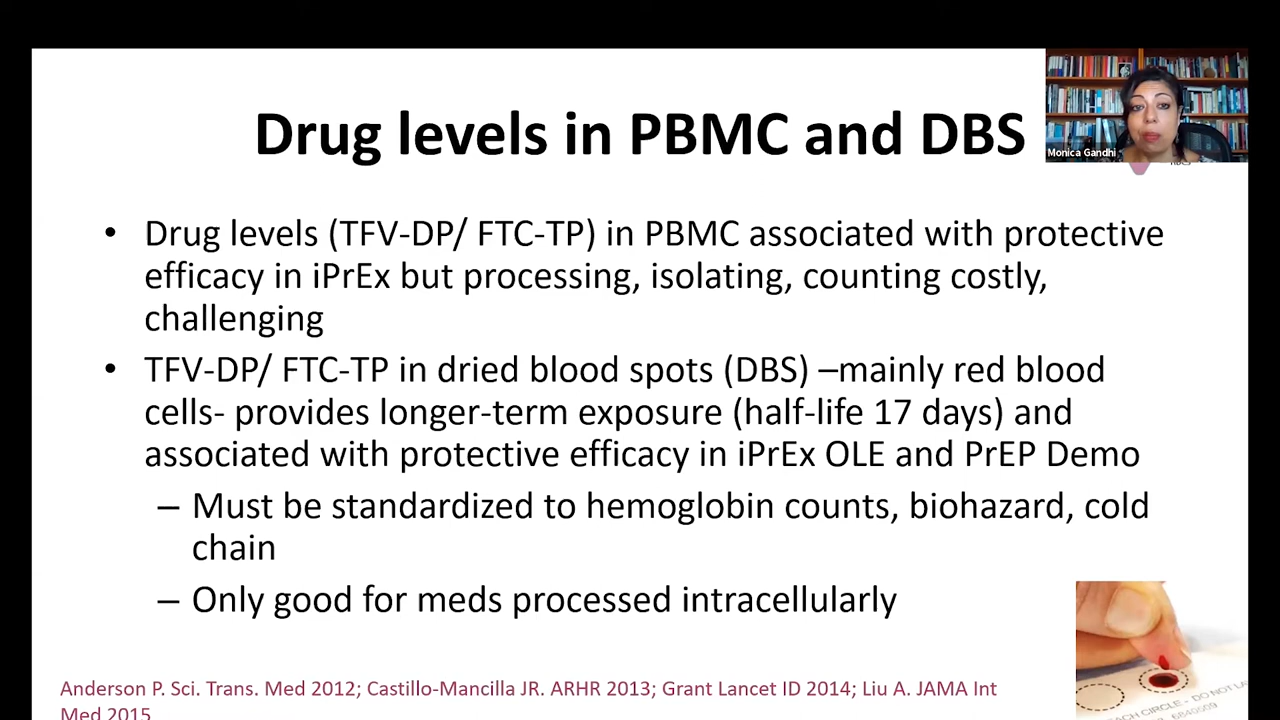 Drug levels in PBMC and DBS
Monica Gandhi
• Drug levels (TFV-DP/ FTC-TP) in PBMC associated with protective
efficacy in iPrEx but processing, isolating, counting costly,
challenging
• TFV-DP/ FTC-TP in dried blood spots (DBS) –mainly red blood
cells- provides longer-term exposure (half-life 17 days) and
associated with protective efficacy in iPrEx OLE and PrEP Demo
– Must be standardized to hemoglobin counts, biohazard, cold
chain
– Only good for meds processed intracellularly
Anderson P. Sci. Trans. Med 2012; Castillo-Mancilla JR. ARHR 2013; Grant Lancet ID 2014; Liu A. JAMA Int
Med 2015
CIRCLE - DO NOT